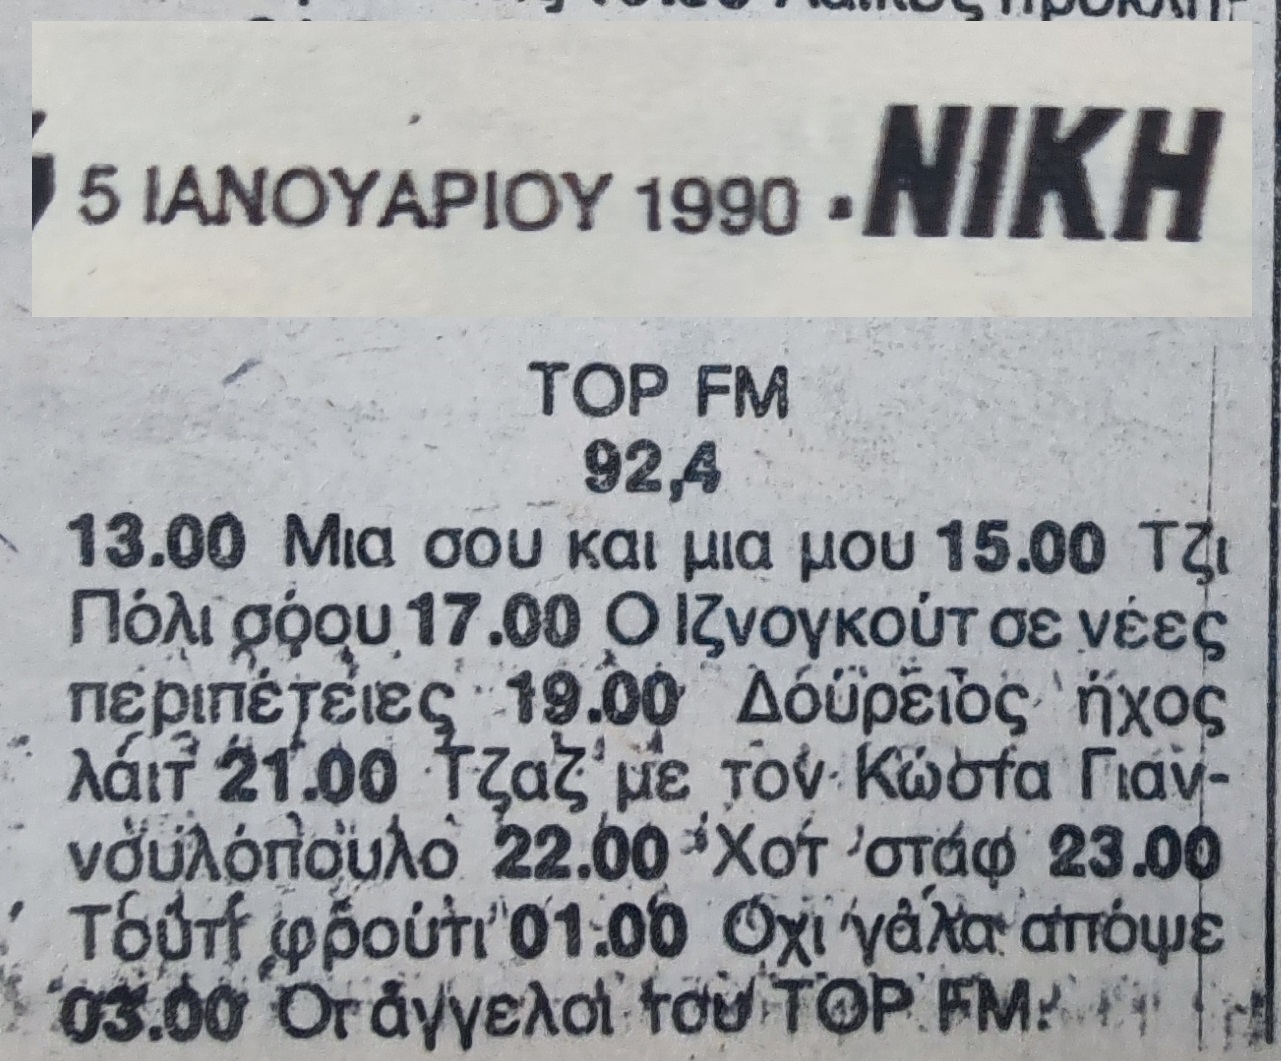 5 ΙΑΝΟΥΑΡΙΟΥ 1990 · ΝΙΚΗ
TOP FM
92,4
13.00 Μια σου και μια μου 15.00 Τζι
Πόλι σόου 17.00 Ο Ιζνογκούτ σε νέες
περιπέτειες 19.00 Δούρειος ήχος
λάιτ 21.00 Τζαζ με τον Κώστα Γιαν-
νουλόπουλο 22.00 Χοτ στάφ 23.00
Τούτι φρούτι 01.00 Οχι γάλα απόψε
03.00 Οι άγγελοι του TOP FM.